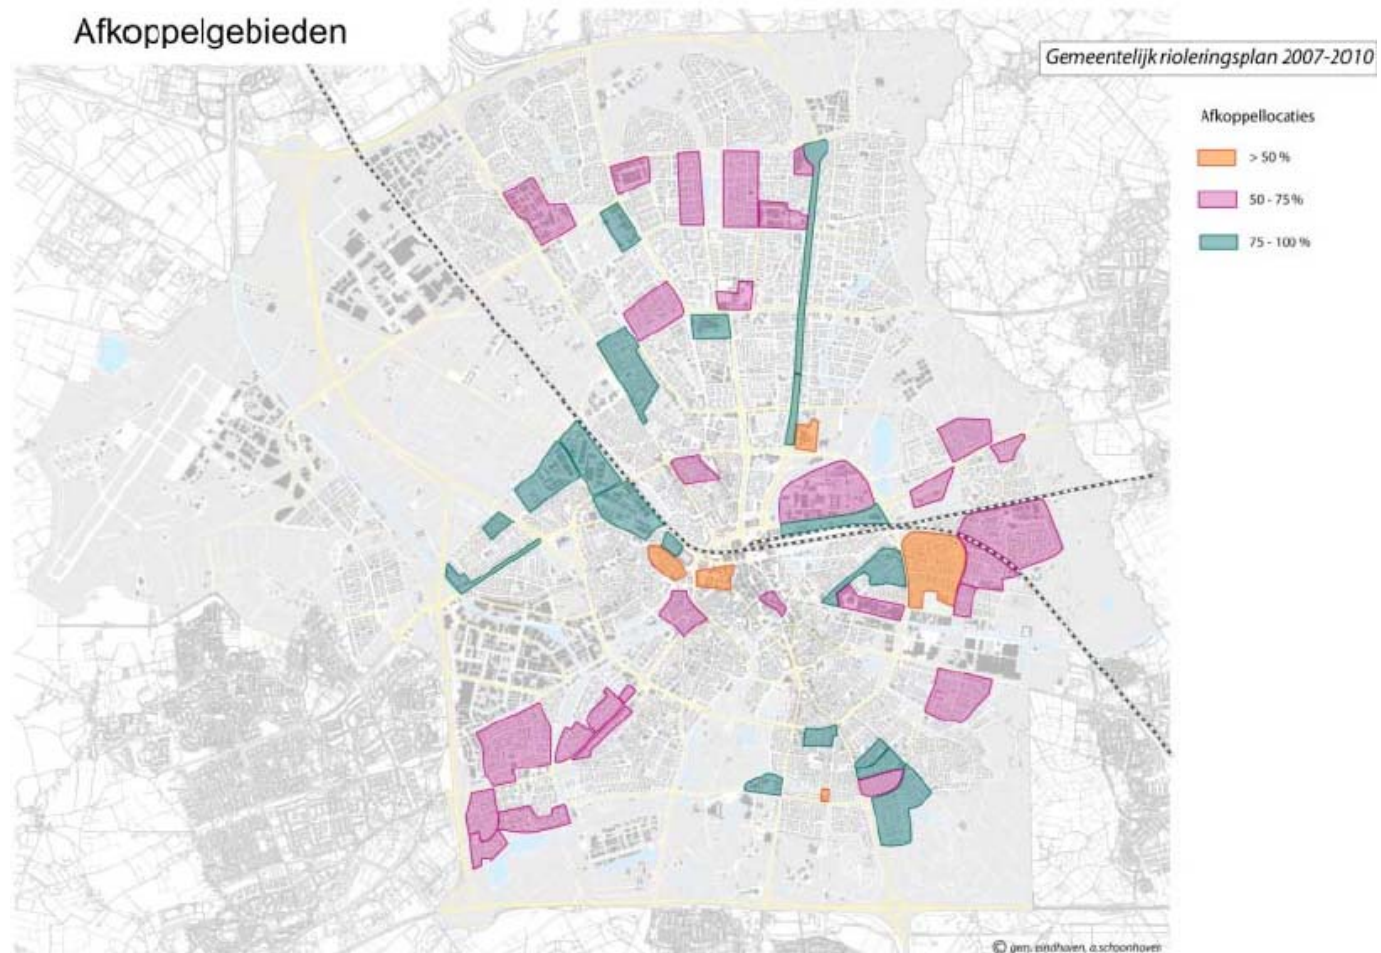 Afkoppelgebieden
Gemeentelijk rioleringsplan 2007-2010
Afkoppellocaties
> 50 %
50 - 75 %
75 - 100 %
© gem. eindhoven, a.schoonhoven